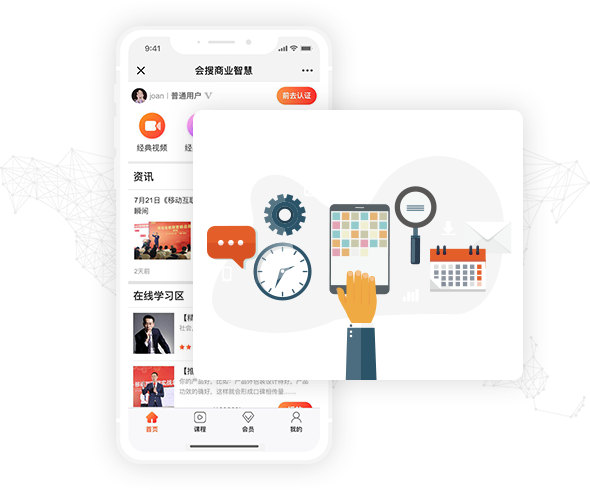 9:41
会搜商业智慧
joan | 普通用户
前去认证
经典视频
经
资讯
7月21日《移动互联
瞬间
2天前
在线学习区
【精
社会,
【推
你的产品好，比如：产品外包装设计得好，产品
功效的确好，这样就会形成口碑相传量……
首页
课程
会员
我的